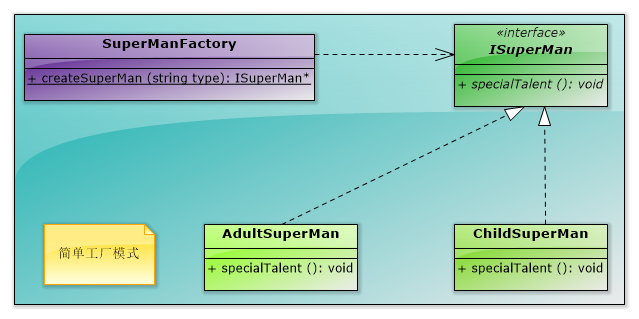 SuperManFactory
+ createSuperMan (string type): ISuperMan*
«interface»
ISuperMan
+ specialTalent (): void
简单工厂模式
AdultSuperMan
+ specialTalent (): void
ChildSuperMan
+ specialTalent (): void